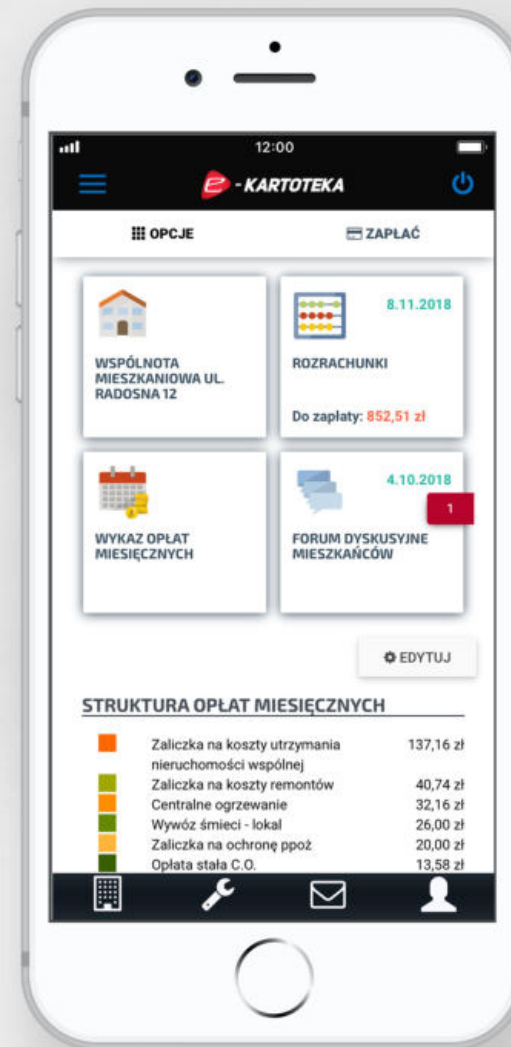 12:00
e - KARTOTEKA
OPCJE
ZAPŁAĆ
WSPÓLNOTA
MIESZKANIOWA UL.
RADOSNA 12
8.11.2018
ROZRACHUNKI
Do zapłaty: 852,51 zł
WYKAZ OPŁAT
MIESIĘCZNYCH
4.10.2018
1
FORUM DYSKUSYJNE
MIESZKAŃCÓW
EDYTUJ
STRUKTURA OPŁAT MIESIĘCZNYCH
Zaliczka na koszty utrzymania 137,16 zł
nieruchomości wspólnej
Zaliczka na koszty remontów 40,74 zł
Centralne ogrzewanie 32,16 zł
Wywóz śmieci - lokal 26,00 zł
Zaliczka na ochronę ppoż 20,00 zł
Opłata stała C.O. 13,58 zł